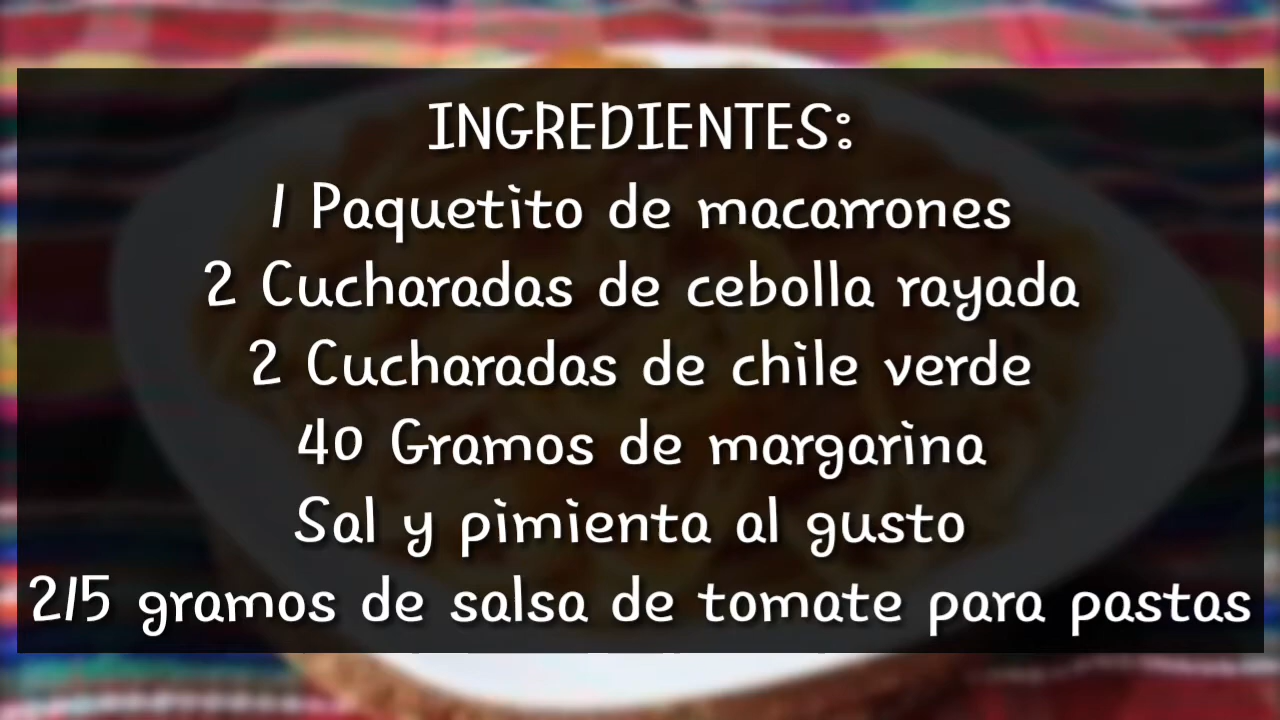 INGREDIENTES:
1 Paquetito de macarrones
2 Cucharadas de cebolla rayada
2 Cucharadas de chile verde
40 Gramos de margarina
Sal y pimienta al gusto
215 gramos de salsa de tomate para pastas